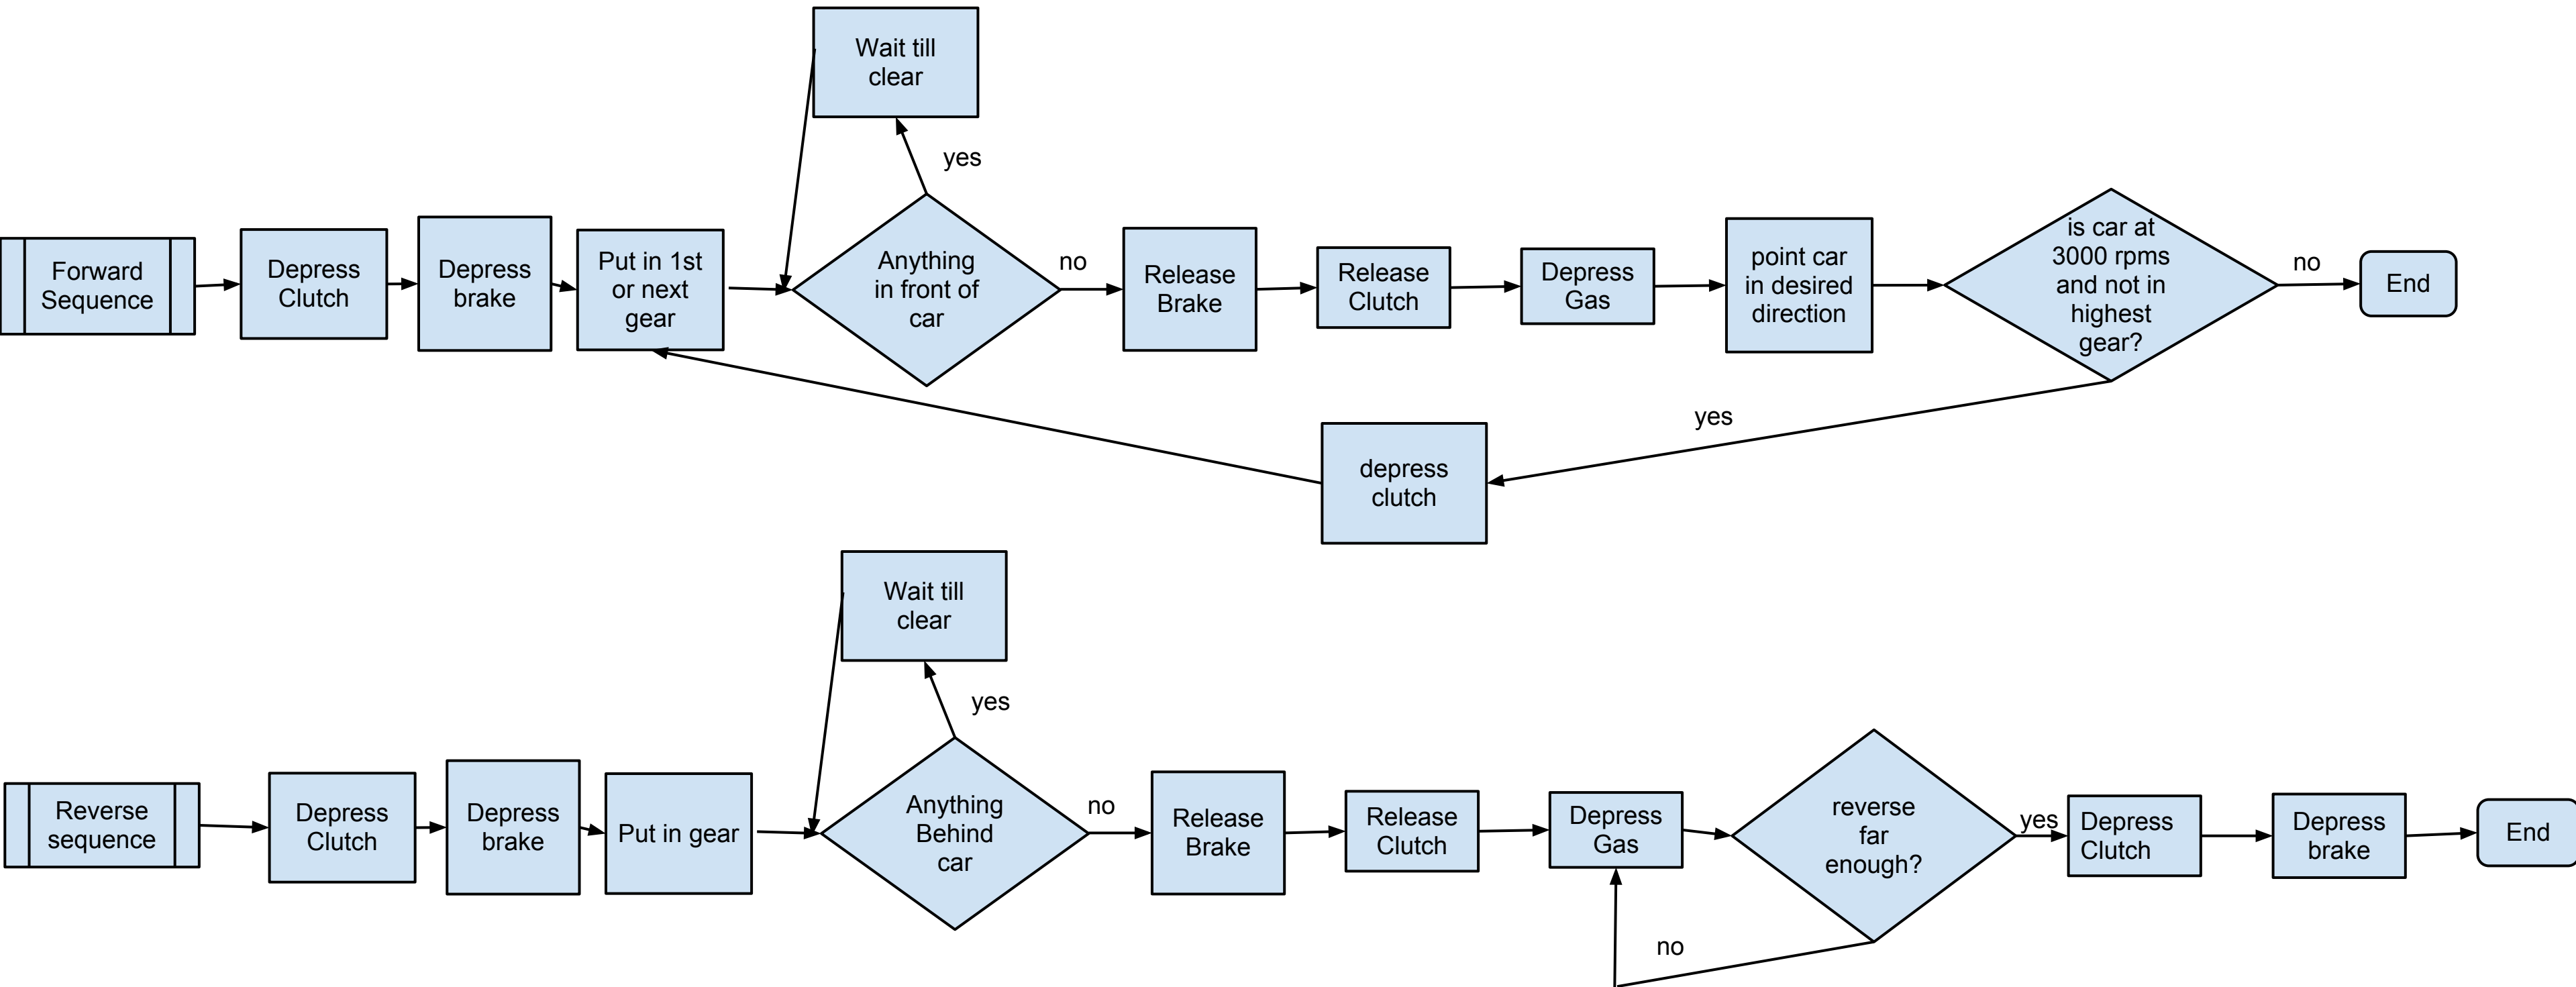 Wait till
clear
yes
Forward
Sequence
Depress
Clutch
Depress
brake
Put in 1st
or next
gear
Anything
in front of
car
no
Release
Brake
Release
Clutch
Depress
Gas
point car
in desired
direction
is car at
3000 rpms
and not in
highest
gear?
no
End
yes
depress
clutch
Wait till
clear
yes
Reverse
sequence
Depress
Clutch
Depress
brake
Put in gear
Anything
Behind
car
no
Release
Brake
Release
Clutch
Depress
Gas
reverse
far
enough?
yes
Depress
Clutch
Depress
brake
End
no